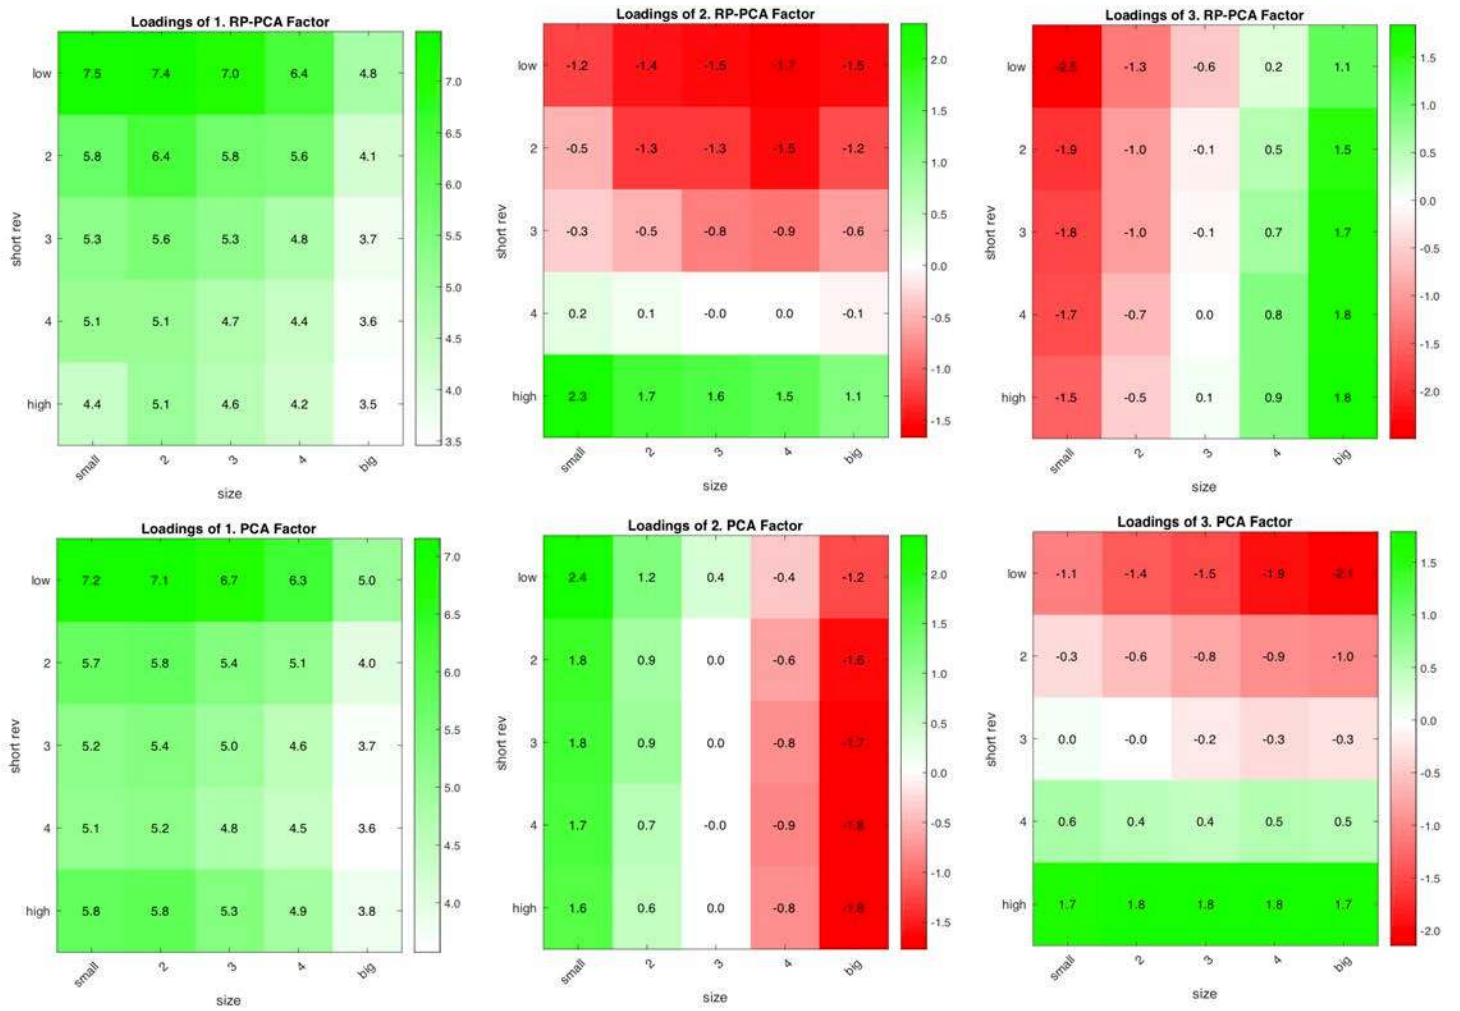 Loadings of 1. RP-PCA Factor
low 7.5 7.4 7.0 6.4 4.8
2 5.8 6.4 5.8 5.6 4.1
3 5.3 5.6 5.3 4.8 3.7
4 5.1 5.1 4.7 4.4 3.6
high 4.4 5.1 4.6 4.2 3.5
small 2 3 4 big
size
short rev
7.0
6.5
6.0
5.5
5.0
4.5
4.0
3.5
Loadings of 2. RP-PCA Factor
low -1.2 -1.4 -1.5 -1.7 -1.5
2 -0.5 -1.3 -1.3 -1.5 -1.2
3 -0.3 -0.5 -0.8 -0.9 -0.6
4 0.2 0.1 -0.0 0.0 -0.1
high 2.3 1.7 1.6 1.5 1.1
small 2 3 4 big
size
short rev
2.0
1.5
1.0
0.5
0.0
-0.5
-1.0
-1.5
Loadings of 3. RP-PCA Factor
low -2.5 -1.3 -0.6 0.2 1.1
2 -1.9 -1.0 -0.1 0.5 1.5
3 -1.8 -1.0 -0.1 0.7 1.7
4 -1.7 -0.7 0.0 0.8 1.8
high -1.5 -0.5 0.1 0.9 1.8
small 2 3 4 big
size
short rev
1.5
1.0
0.5
0.0
-0.5
-1.0
-1.5
-2.0
Loadings of 1. PCA Factor
low 7.2 7.1 6.7 6.3 5.0
2 5.7 5.8 5.4 5.1 4.0
3 5.2 5.4 5.0 4.6 3.7
4 5.1 5.2 4.8 4.5 3.6
high 5.8 5.8 5.3 4.9 3.8
small 2 3 4 big
size
short rev
7.0
6.5
6.0
5.5
5.0
4.5
4.0
Loadings of 2. PCA Factor
low 2.4 1.2 0.4 -0.4 -1.2
2 1.8 0.9 0.0 -0.6 -1.6
3 1.8 0.9 0.0 -0.8 -1.7
4 1.7 0.7 -0.0 -0.9 -1.8
high 1.6 0.6 0.0 -0.8 -1.8
small 2 3 4 big
size
short rev
2.0
1.5
1.0
0.5
0.0
-0.5
-1.0
-1.5
Loadings of 3. PCA Factor
low -1.1 -1.4 -1.5 -1.9 -2.1
2 -0.3 -0.6 -0.8 -0.9 -1.0
3 0.0 -0.0 -0.2 -0.3 -0.3
4 0.6 0.4 0.4 0.5 0.5
high 1.7 1.8 1.8 1.8 1.7
small 2 3 4 big
size
short rev
1.5
1.0
0.5
0.0
-0.5
-1.0
-1.5
-2.0